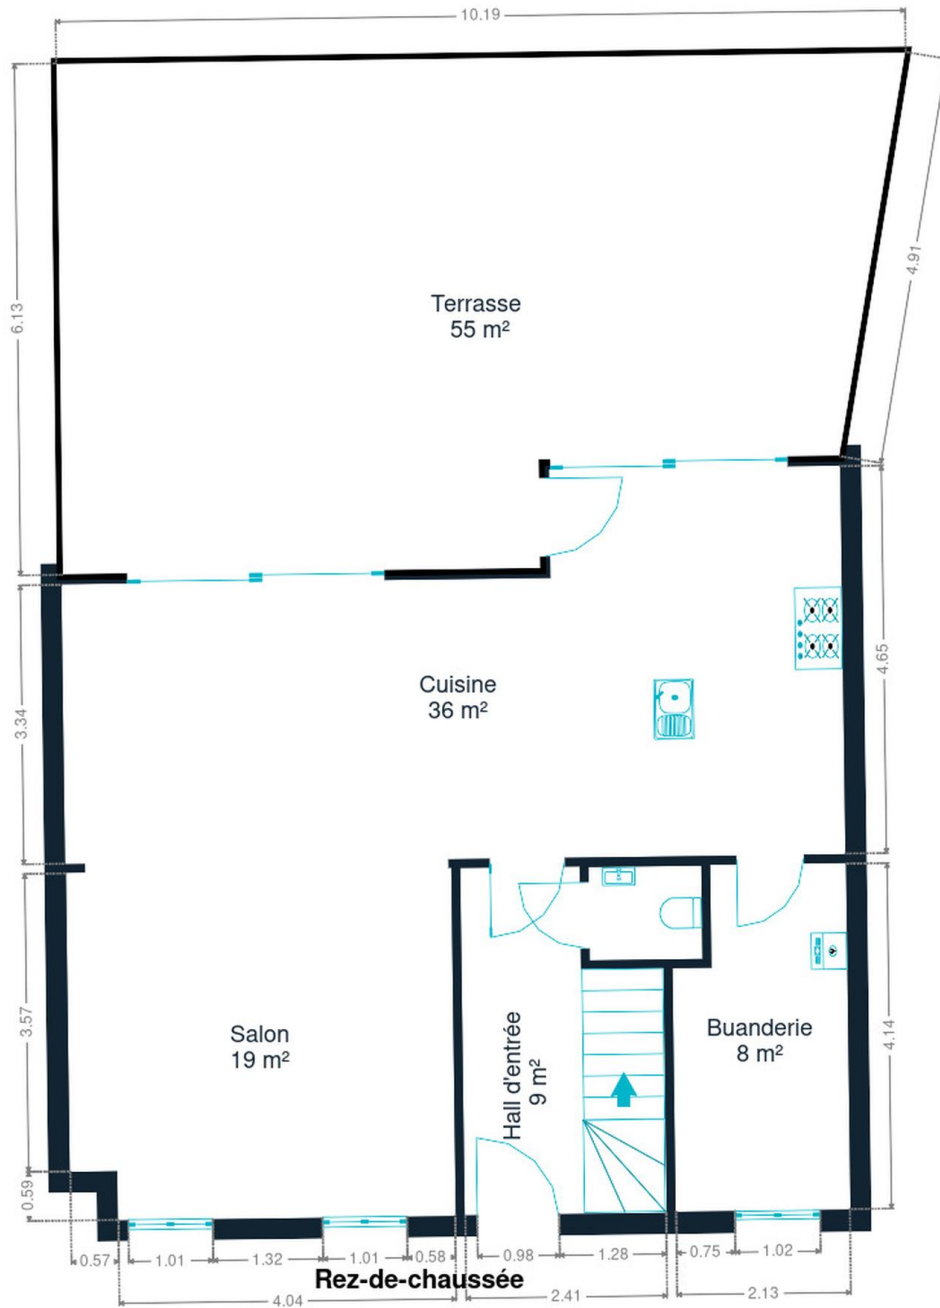 10.19
6.13
4.91
Terrasse
55 m²
3.34
4.65
Cuisine
36 m²
3.57
0.59
Salon
19 m²
Hall d'entrée
9 m²
Buanderie
8 m²
4.14
0.57
1.01
1.32
1.01
0.58
0.98
1.28
0.75
1.02
Rez-de-chaussée
4.04
2.41
2.13